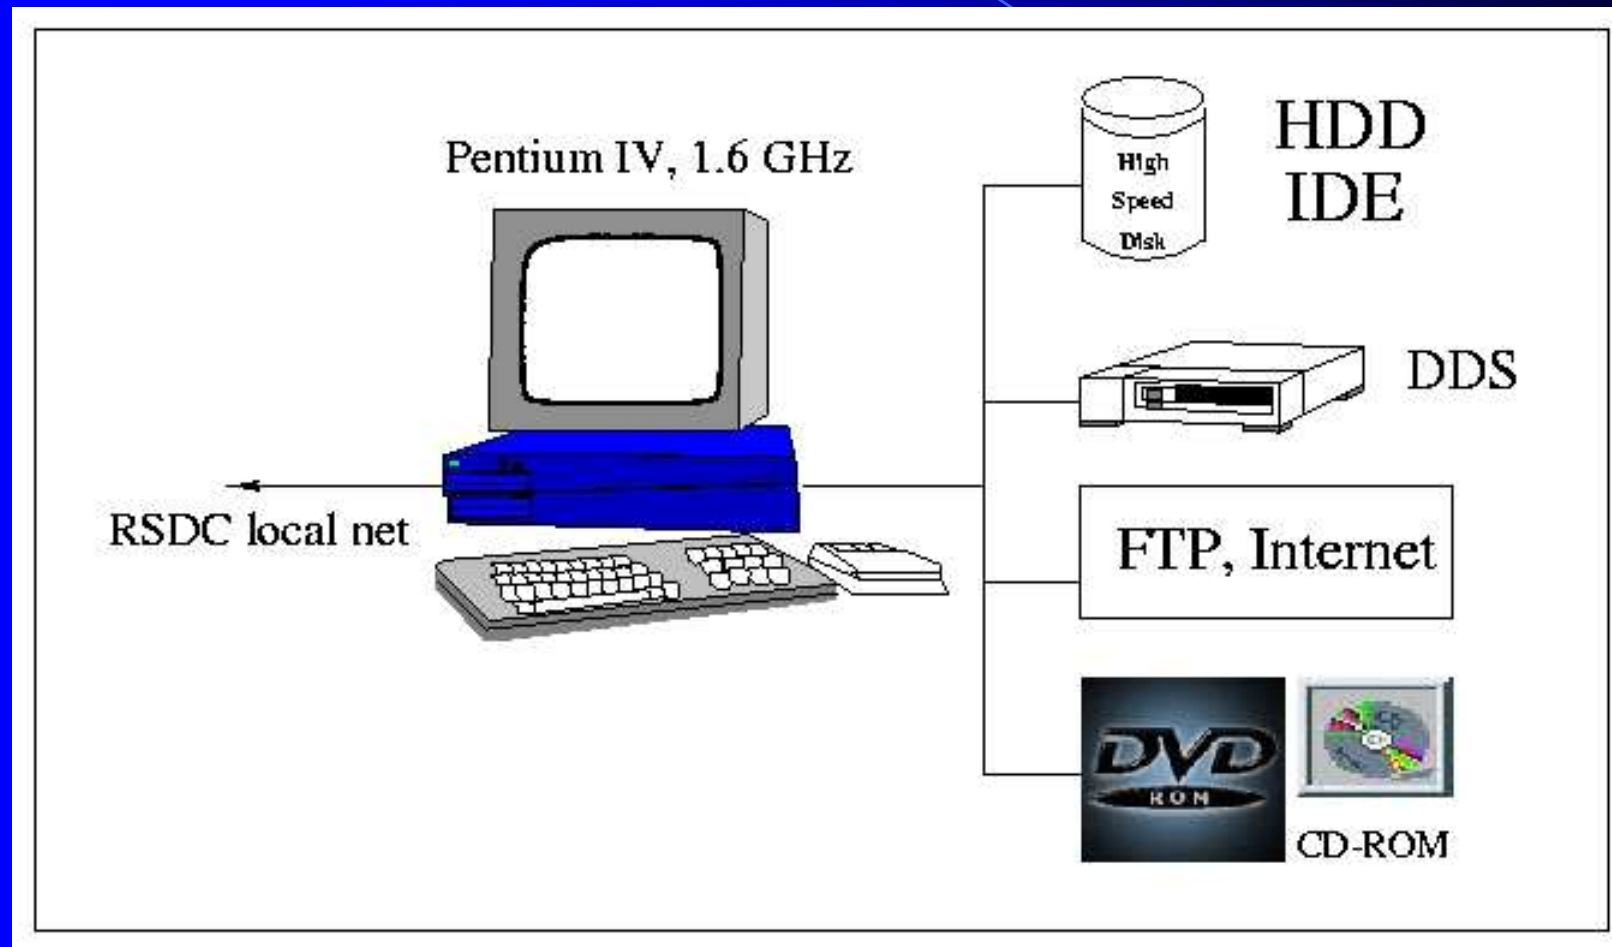 Pentium IV, 1.6 GHz
High
Speed
Disk
HDD
IDE
DDS
RSDC local net
FTP, Internet
DVD
ROM
CD
CD-ROM